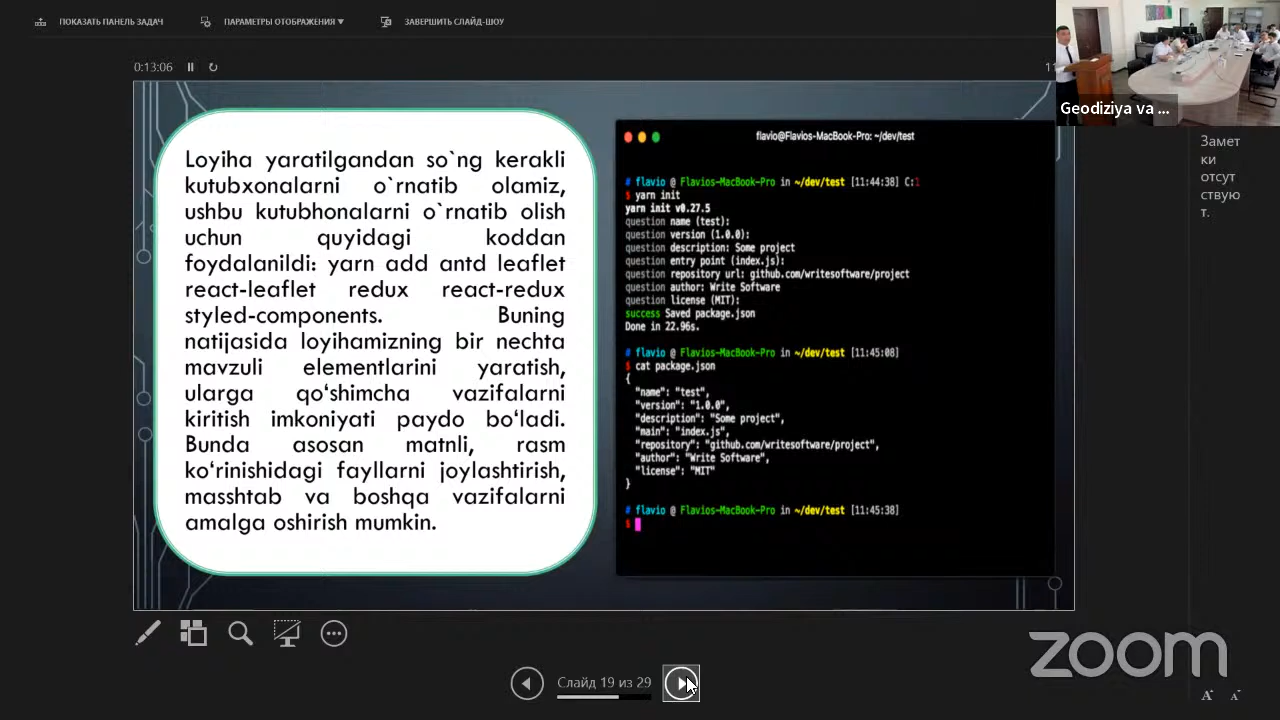 ПОКАЗАТЬ ПАНЕЛЬ ЗАДАЧ
ПАРАМЕТРЫ ОТОБРАЖЕНИЯ ▼
ЗАВЕРШИТЬ СЛАЙД-ШОУ
0:13:06
11
Geodiziya va ...
Замет
ки
отсут
ствую
т.
Loyiha yaratilgandan so`ng kerakli
kutubxonalarni o`rnatib olamiz,
ushbu kutubhonalarni o`rnatib olish
uchun quyidagi koddan
foydalanildi: yarn add antd leaflet
react-leaflet redux react-redux
styled-components. Buning
natijasida loyihamizning bir nechta
mavzuli elementlarini yaratish,
ularga qo‘shimcha vazifalarni
kiritish imkoniyati paydo bo‘ladi.
Bunda asosan matnli, rasm
ko‘rinishidagi fayllarni joylashtirish,
masshtab va boshqa vazifalarni
amalga oshirish mumkin.
flavio@Flavios-MacBook-Pro: ~/dev/test
# flavio @ Flavios-MacBook-Pro in ~/dev/test [11:44:38] C:1
$ yarn init
yarn init v0.27.5
question name (test):
question version (1.0.0):
question description: Some project
question entry point (index.js):
question repository url: github.com/writesoftware/project
question author: Write Software
question license (MIT):
success Saved package.json
Done in 22.96s.
# flavio @ Flavios-MacBook-Pro in ~/dev/test [11:45:08]
$ cat package.json
{
"name": "test",
"version": "1.0.0",
"description": "Some project",
"main": "index.js",
"repository": "github.com/writesoftware/project",
"author": "Write Software",
"license": "MIT"
}
# flavio @ Flavios-MacBook-Pro in ~/dev/test [11:45:38]
$
Слайд 19 из 29
zoom
A A